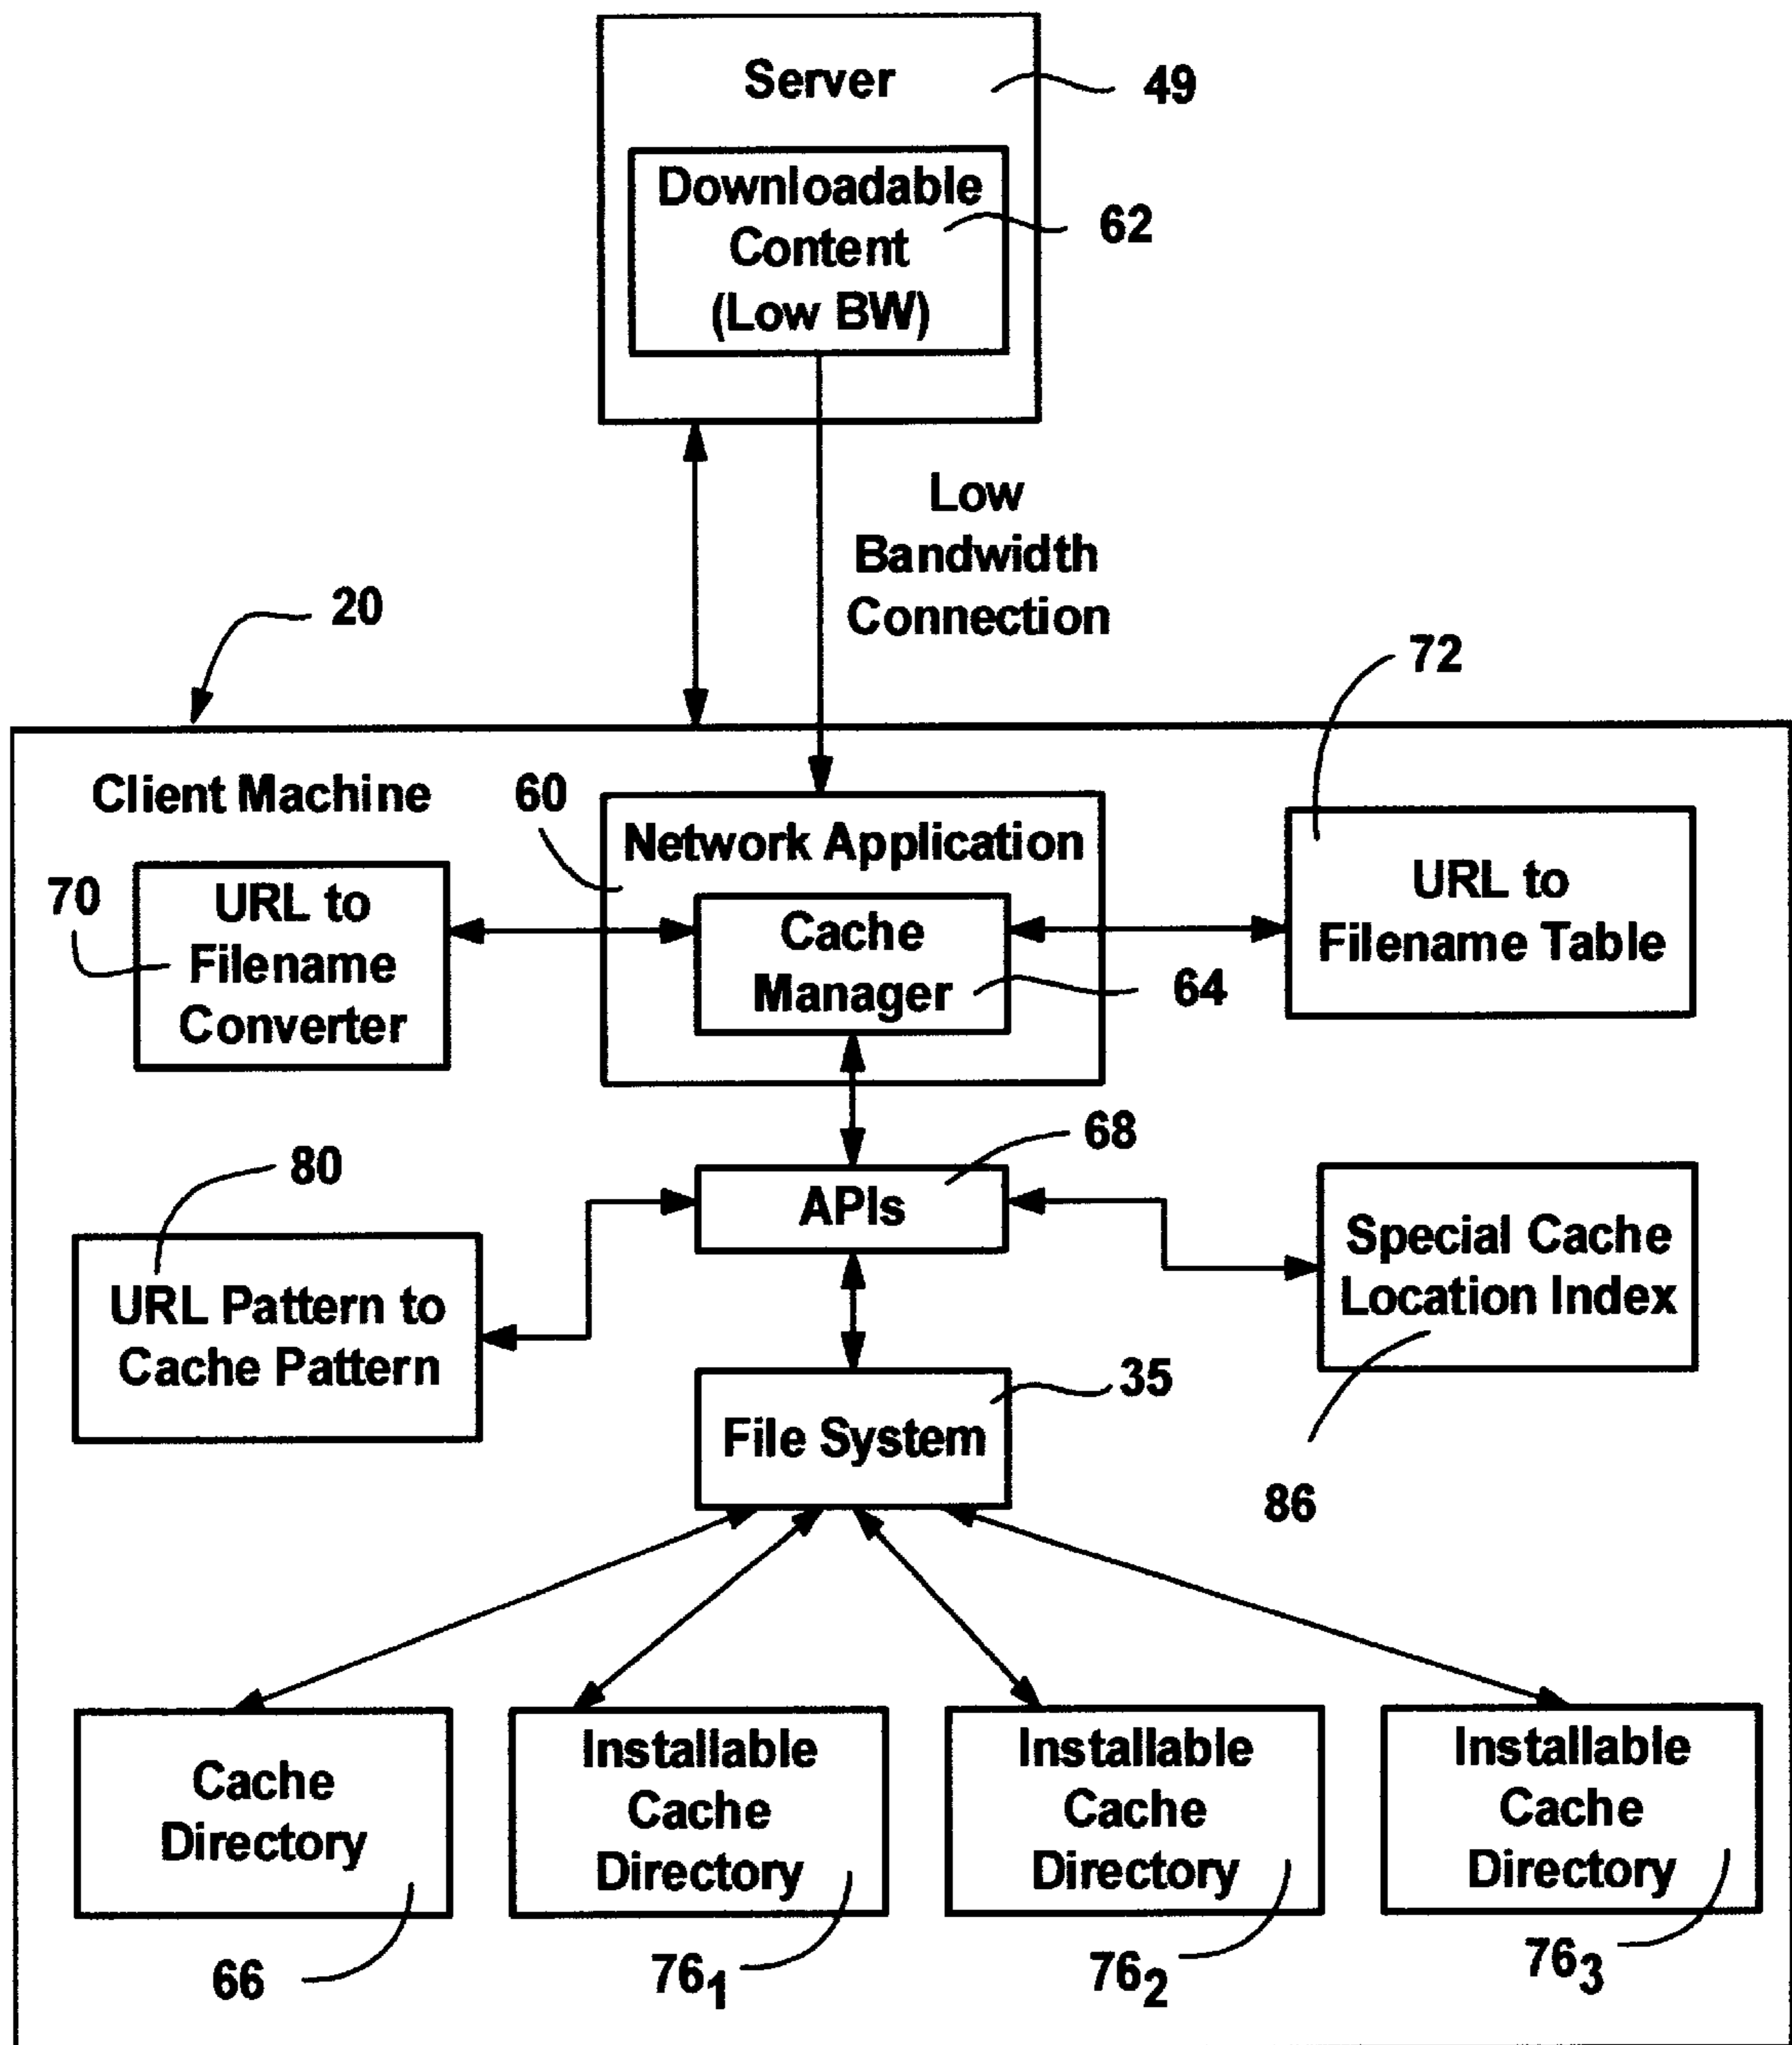 Server
49
Downloadable
Content
(Low BW)
62
Low
Bandwidth
Connection
20
72
Client Machine
60
Network Application
URL to
Filename Table
70
URL to
Filename
Converter
Cache
Manager
64
68
80
APIs
Special Cache
Location Index
URL Pattern to
Cache Pattern
35
File System
86
Cache
Directory
Installable
Cache
Directory
Installable
Cache
Directory
Installable
Cache
Directory
66
76₁
76₂
76₃